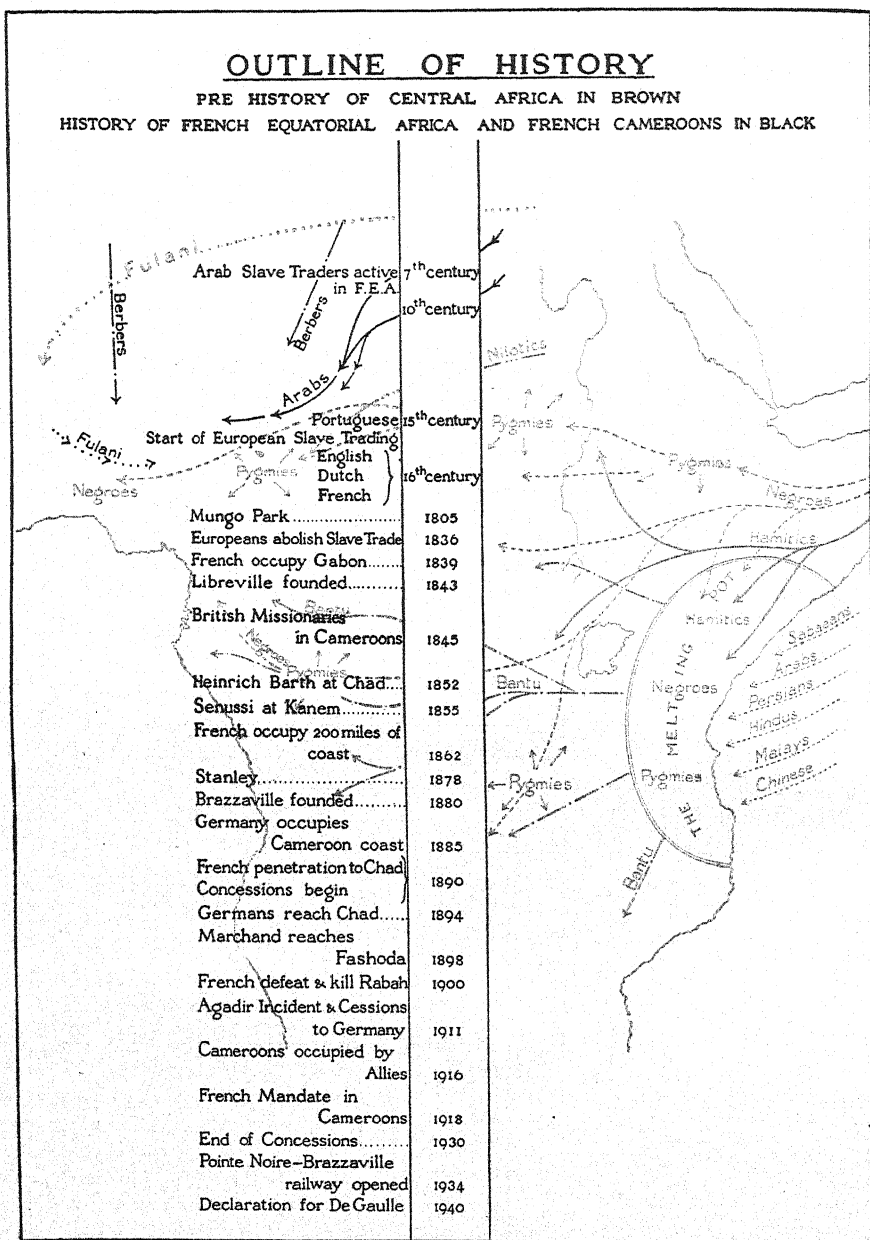 OUTLINE OF HISTORY
PRE HISTORY OF CENTRAL AFRICA IN BROWN
HISTORY OF FRENCH EQUATORIAL AFRICA AND FRENCH CAMEROONS IN BLACK
Fulani
Berbers
Berbers
Arab Slave Traders active 7th century
in F.E.A.
10th century
Arabs
Nilotics
Portuguese 15th century
Start of European Slave Trading
Fulani
Pygmies
Negroes
English
Dutch 16th century
French
Pygmies
Pygmies
Negroes
Hamitics
Mungo Park.................... 1805
Europeans abolish Slave Trade 1836
French occupy Gabon....... 1839
Libreville founded.......... 1843
Bantu
British Missionaries
in Cameroons 1845
Negroes
Pygmies
Heinrich Barth at Chad.... 1852
Senussi at Kanem........... 1855
French occupy 200 miles of
coast 1862
Stanley........................ 1878
Brazzaville founded......... 1880
Germany occupies
Cameroon coast 1885
French penetration to Chad
Concessions begin 1890
Germans reach Chad..... 1894
Marchand reaches
Fashoda 1898
French defeat & kill Rabah 1900
Agadir Incident & Cessions
to Germany 1911
Cameroons occupied by
Allies 1916
French Mandate in
Cameroons 1918
End of Concessions......... 1930
Pointe Noire-Brazzaville
railway opened 1934
Declaration for De Gaulle 1940
Bantu
Pygmies
Bantu
THE MELTING POT
Hamitics
Negroes
Pygmies
Sabaeans
Arabs
Persians
Hindus
Malays
Chinese